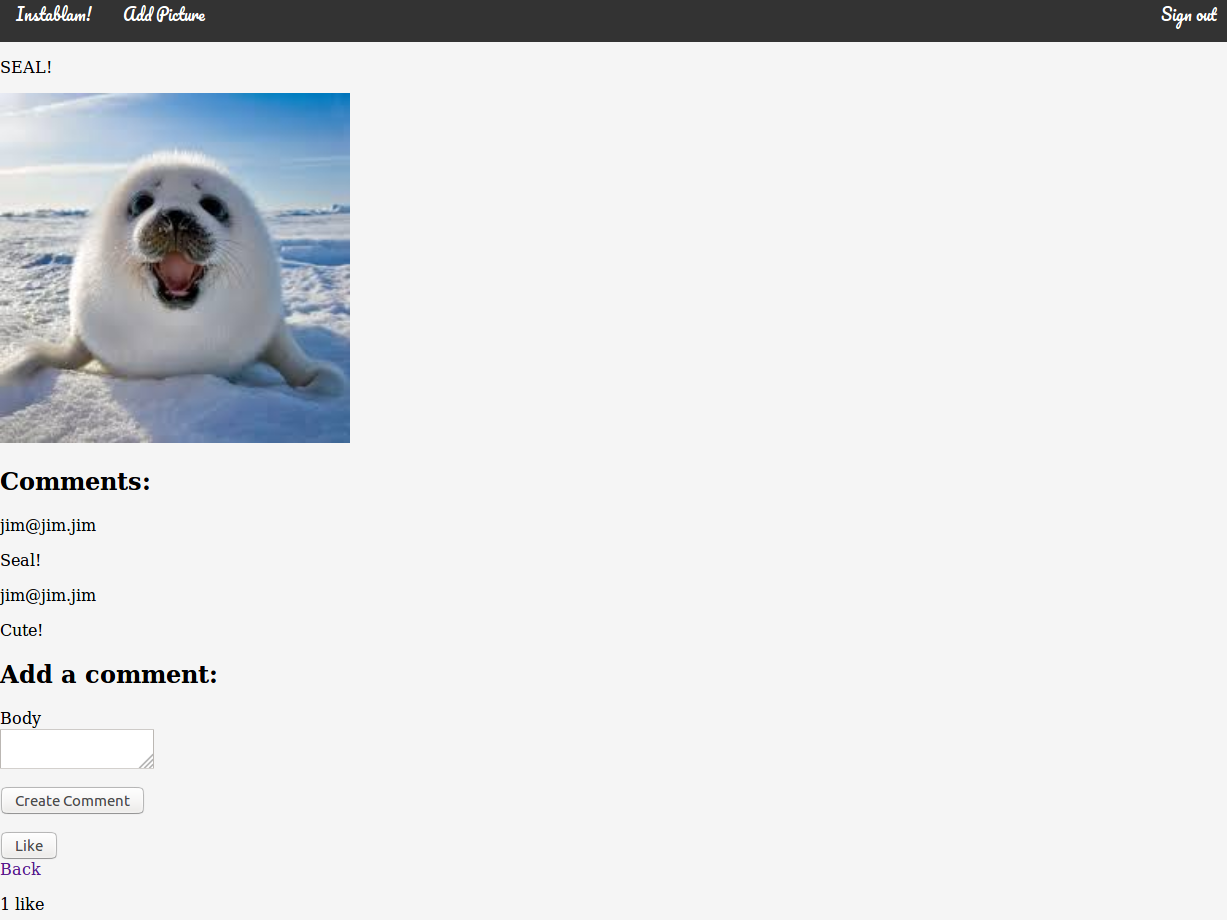 Instablam! Add Picture Sign out
SEAL!
Comments:
jim@jim.jim
Seal!
jim@jim.jim
Cute!
Add a comment:
Body
Create Comment
Like
Back
1 like